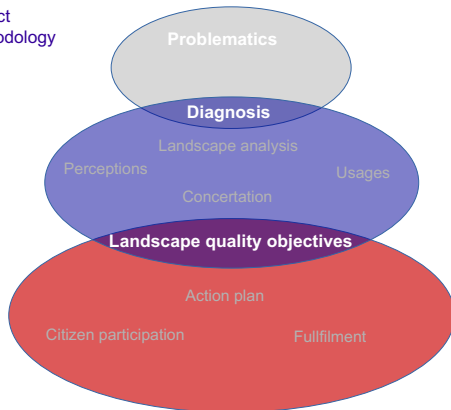 ct
odology
Problematics
Diagnosis
Landscape analysis
Perceptions
Usages
Concertation
Landscape quality objectives
Action plan
Citizen participation
Fullfilment